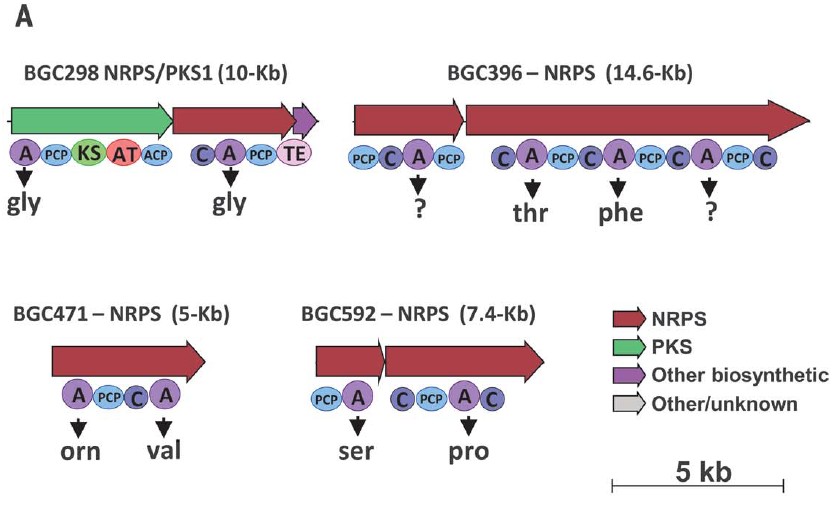 A
BGC298 NRPS/PKS1 (10-Kb)
A PCP KS AT ACP C A PCP TE
gly gly
BGC396 – NRPS (14.6-Kb)
PCP C A PCP C A PCP C A PCP C A PCP C
? thr phe ?
BGC471 – NRPS (5-Kb)
A PCP C A
orn val
BGC592 – NRPS (7.4-Kb)
PCP A C PCP A C
ser pro
NRPS
PKS
Other biosynthetic
Other/unknown
5 kb